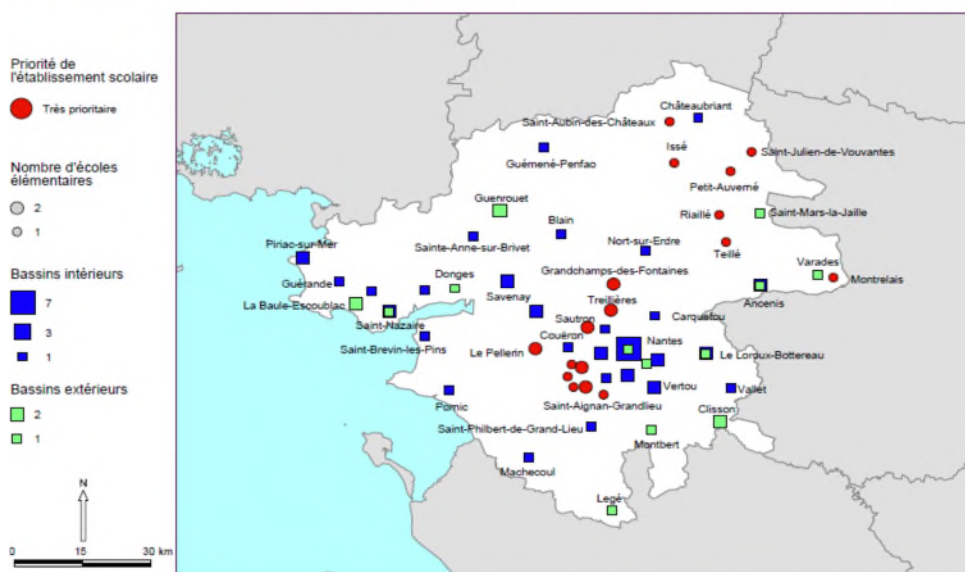 Priorité de
l'établissement scolaire
Très prioritaire
Nombre d'écoles
élémentaires
2
1
Bassins intérieurs
7
3
1
Bassins extérieurs
2
1
N
0 15 30 km
Châteaubriant
Saint-Aubin-des-Châteaux
Issé
Saint-Julien-de-Vouvantes
Guémené-Penfao
Petit-Auverné
Guenrouet
Riaillé
Saint-Mars-la-Jaille
Blain
Piriac-sur-Mer
Sainte-Anne-sur-Brivet
Nort-sur-Erdre
Teillé
Varades
Grandchamps-des-Fontaines
Montrelais
Guérande
Donges
Savenay
Treillières
Ancenis
La Baule-Escoublac
Saint-Nazaire
Sautron
Carquefou
Couëron
Nantes
Saint-Brevin-les-Pins
Le Pellerin
Le Loroux-Bottereau
Vertou
Vallet
Pornic
Saint-Aignan-Grandlieu
Clisson
Saint-Philbert-de-Grand-Lieu
Montbert
Machecoul
Legé